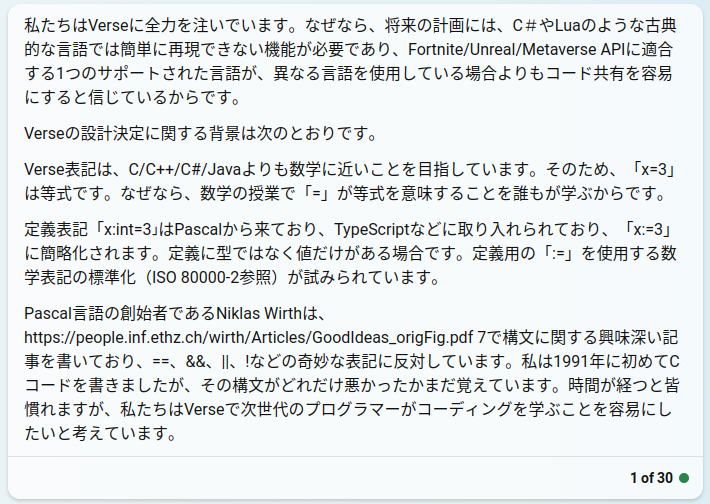 私たちはVerseに全力を注いでいます。なぜなら、将来の計画には、C＃やLuaのような古典
的な言語では簡単に再現できない機能が必要であり、Fortnite/Unreal/Metaverse APIに適合
する1つのサポートされた言語が、異なる言語を使用している場合よりもコード共有を容易
にすると信じているからです。
Verseの設計決定に関する背景は次のとおりです。
Verse表記は、C/C++/C#/Javaよりも数学に近いことを目指しています。そのため、「x=3」
は等式です。なぜなら、数学の授業で「=」が等式を意味することを誰もが学ぶからです。
定義表記「x:int=3」はPascalから来ており、TypeScriptなどに取り入れられており、「x:=3」
に簡略化されます。定義に型ではなく値だけがある場合です。定義用の「:=」を使用する数
学表記の標準化（ISO 80000-2参照）が試みられています。
Pascal言語の創始者であるNiklas Wirthは、
https://people.inf.ethz.ch/wirth/Articles/GoodIdeas_origFig.pdf 7で構文に関する興味深い記
事を書いており、==、&&、||、!などの奇妙な表記に反対しています。私は1991年に初めてC
コードを書きましたが、その構文がどれだけ悪かったかまだ覚えています。時間が経つと皆
慣れますが、私たちはVerseで次世代のプログラマーがコーディングを学ぶことを容易にし
たいと考えています。
1 of 30